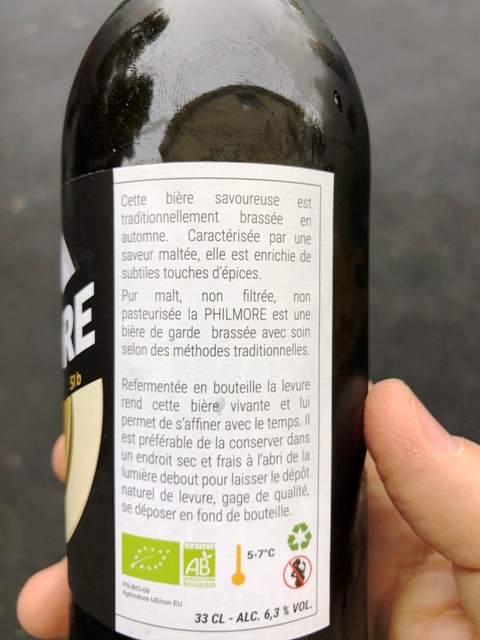 Cette bière savoureuse est
traditionnellement brassée en
automne. Caractérisée par une
saveur maltée, elle est enrichie de
subtiles touches d'épices.
Pur malt, non filtrée, non
pasteurisée la PHILMORE est une
bière de garde brassée avec soin
selon des méthodes traditionnelles.
Refermentée en bouteille la levure
rend cette bière vivante et lui
permet de s'affiner avec le temps. Il
est préférable de la conserver dans
un endroit sec et frais à l'abri de la
lumière debout pour laisser le dépôt
naturel de levure, gage de qualité,
se déposer en fond de bouteille.
AB
5-7°C
FR-BIO-09
Agriculture UE/non EU
33 CL - ALC. 6,3 % VOL.
RE